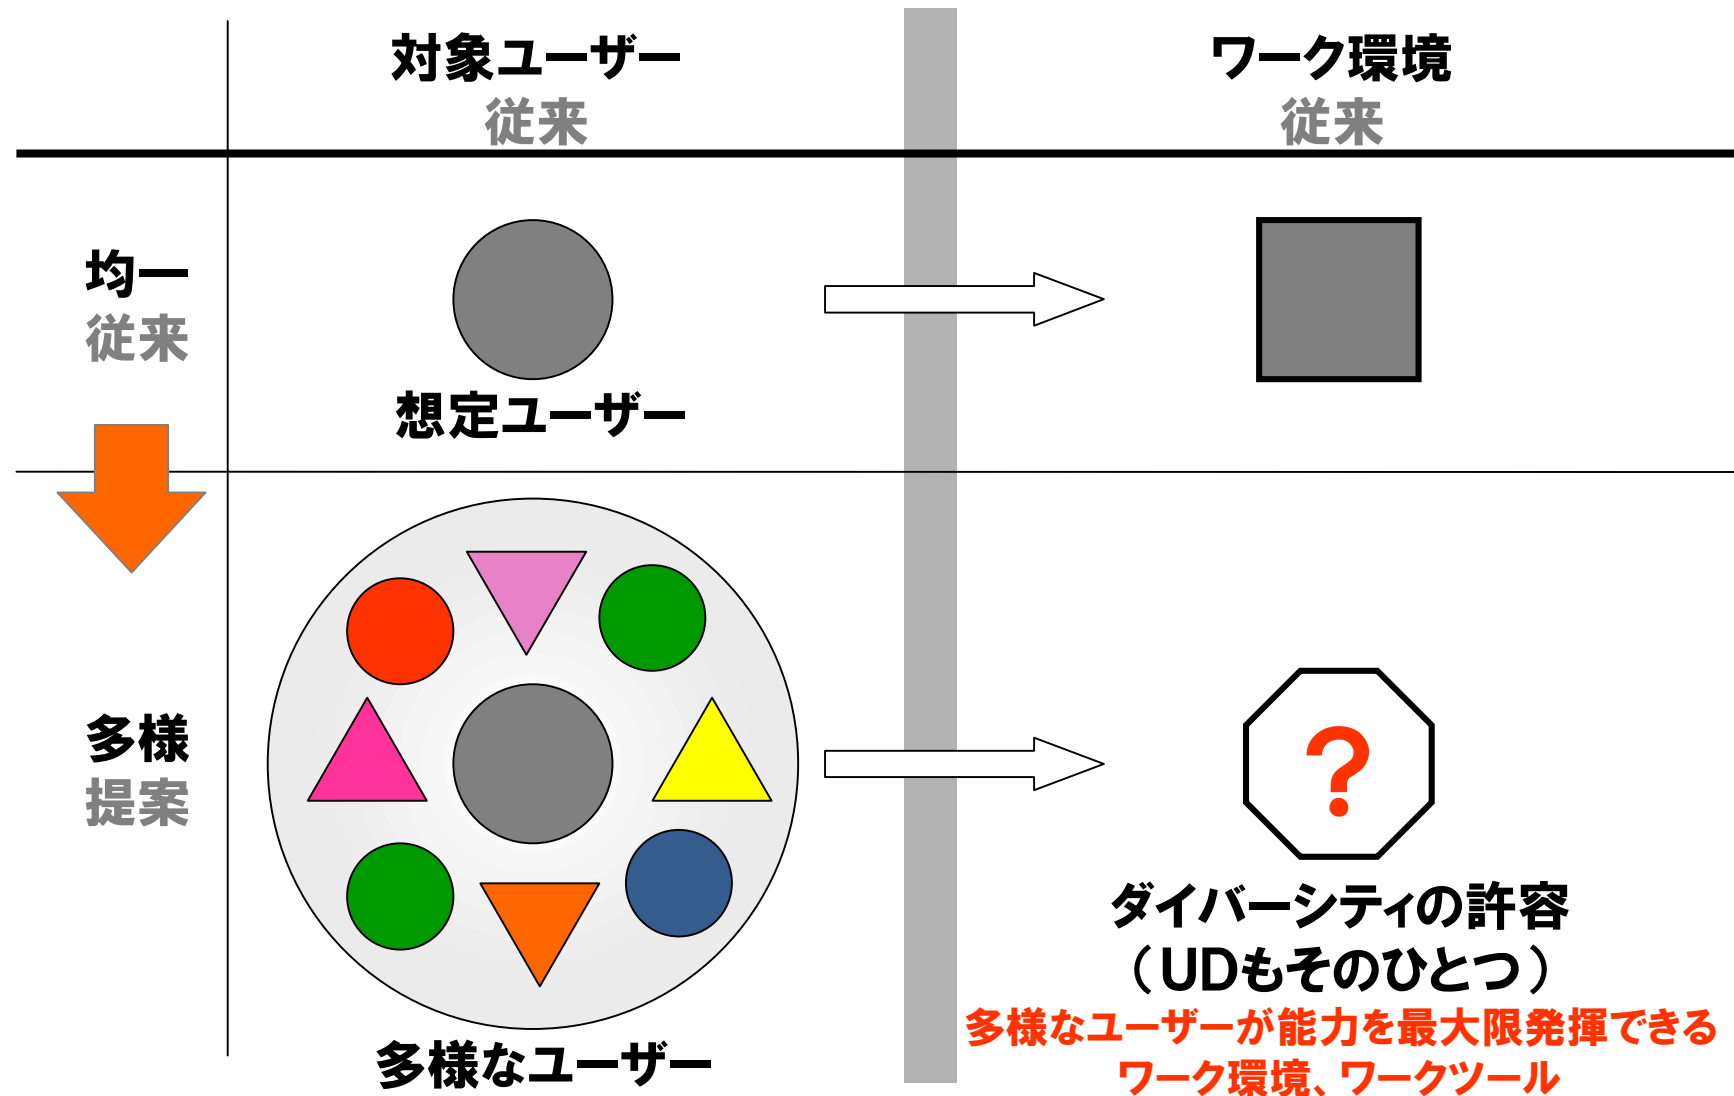 対象ユーザー
従来
ワーク環境
従来
均一
従来
想定ユーザー
多様
提案
多様なユーザー
?
ダイバーシティの許容
（UDもそのひとつ）
多様なユーザーが能力を最大限発揮できる
ワーク環境、ワークツール